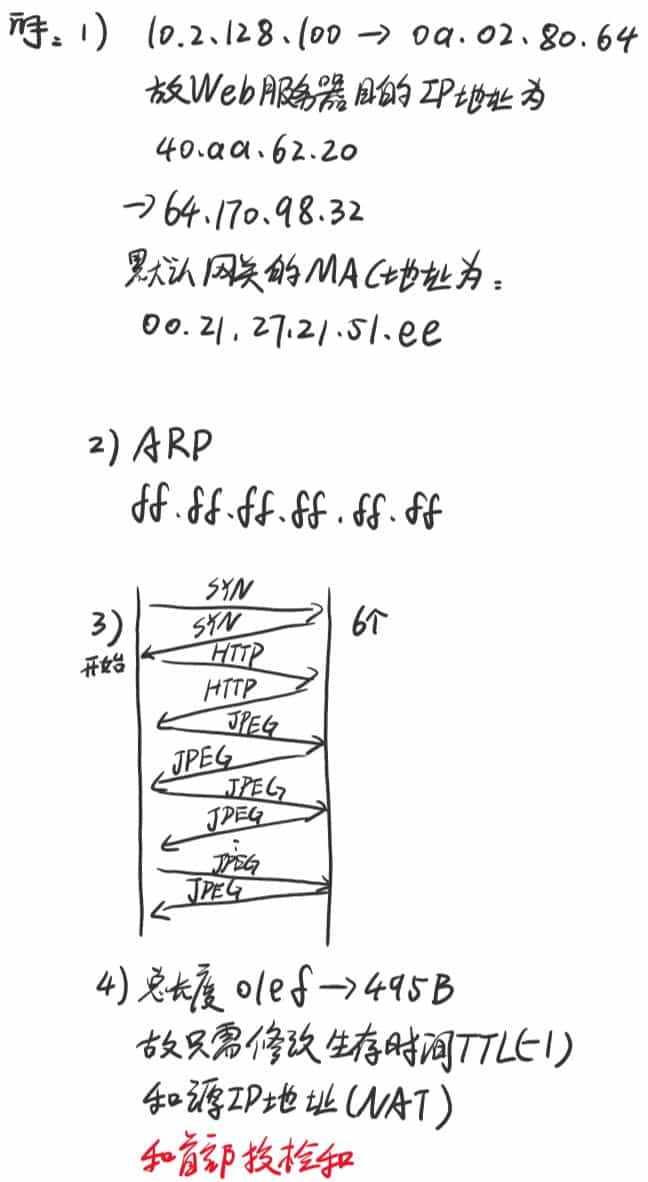 解：1) 10.2.128.100 → 0a.02.80.64
故Web服务器目的IP地址为
40.aa.62.20
→64.170.98.32
默认网关的MAC地址为：
00.21.27.21.51.ee
2) ARP
ff.ff.ff.ff.ff.ff
3) 6个
开始
SYN
SYN
HTTP
HTTP
JPEG
JPEG
JPEG
JPEG
⋮
JPEG
JPEG
4) 总长度 01ef→495B
故只需修改生存时间TTL(-1)
和源IP地址(NAT)
和首部校检和